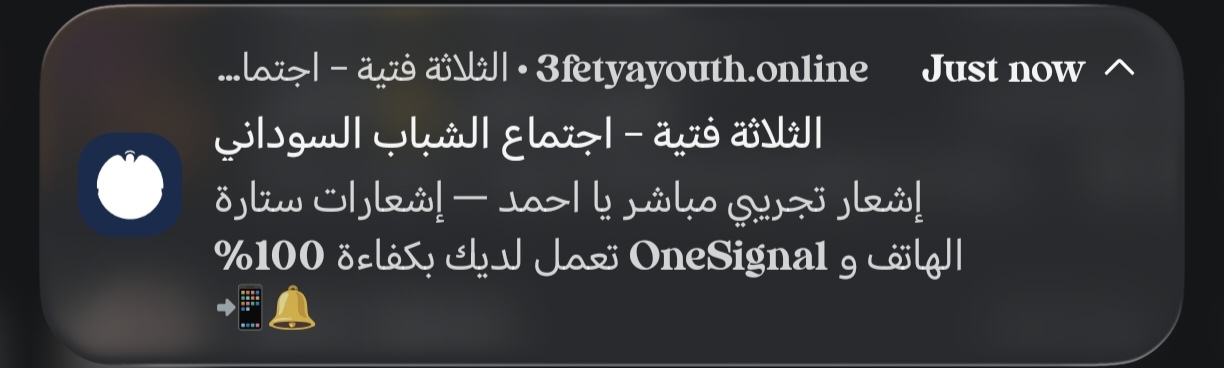 الثلاثة فتية – اجتما... • 3fetyayouth.online Just now
الثلاثة فتية – اجتماع الشباب السوداني
إشعار تجريبي مباشر يا احمد — إشعارات ستارة
الهاتف و OneSignal تعمل لديك بكفاءة 100%
🔔📲